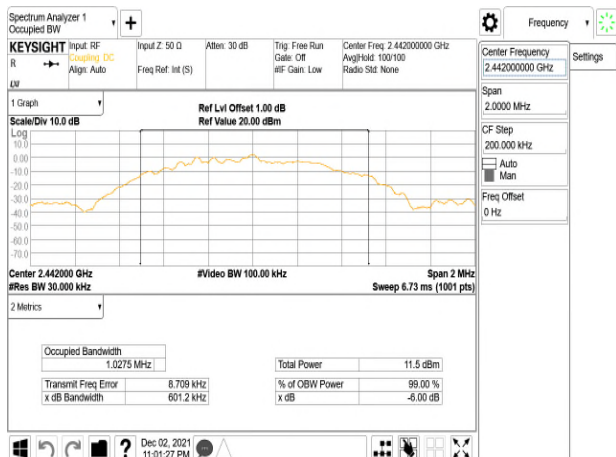 Spectrum Analyzer 1
Occupied BW
KEYSIGHT
R
Input: RF
Coupling: DC
Align: Auto
Input Z: 50 Ω
Freq Ref: Int (S)
Atten: 30 dB
Trig: Free Run
Gate: Off
#IF Gain: Low
Center Freq: 2.442000000 GHz
Avg|Hold: 100/100
Radio Std: None
1 Graph
Scale/Div 10.0 dB
Ref Lvl Offset 1.00 dB
Ref Value 20.00 dBm
Log
10.0
0.00
-10.0
-20.0
-30.0
-40.0
-50.0
-60.0
-70.0
Center 2.442000 GHz
#Res BW 30.000 kHz
#Video BW 100.00 kHz
Span 2 MHz
Sweep 6.73 ms (1001 pts)
2 Metrics
Occupied Bandwidth
1.0275 MHz
Transmit Freq Error 8.709 kHz
x dB Bandwidth 601.2 kHz
Total Power 11.5 dBm
% of OBW Power 99.00 %
x dB -6.00 dB
Dec 02, 2021
11:01:27 PM
Frequency
Settings
Center Frequency
2.442000000 GHz
Span
2.0000 MHz
CF Step
200.000 kHz
Auto
Man
Freq Offset
0 Hz